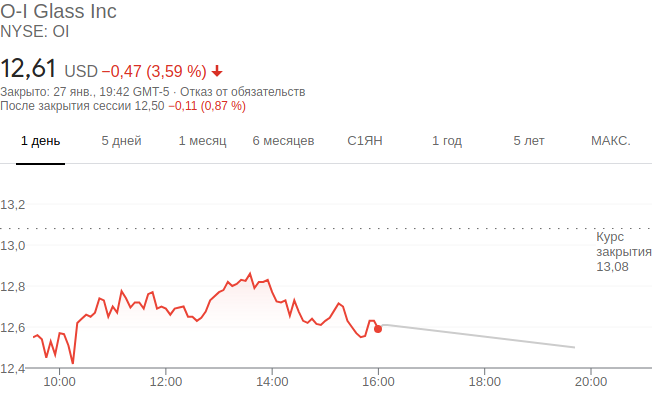 O-I Glass Inc
NYSE: OI
12,61 USD −0,47 (3,59 %)
Закрыто: 27 янв., 19:42 GMT-5 · Отказ от обязательств
После закрытия сессии 12,50 −0,11 (0,87 %)
1 день 5 дней 1 месяц 6 месяцев С1ЯН 1 год 5 лет МАКС.
13,2
13,0
12,8
12,6
12,4
Курс
закрытия
13,08
10:00 12:00 14:00 16:00 18:00 20:00